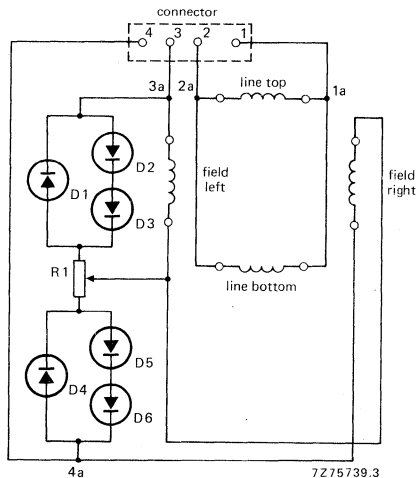 connector
4 3 2 1
3a 2a line top 1a
D2
D1
field left
field right
D3
R1
line bottom
D5
D4
D6
4a
7Z75739.3